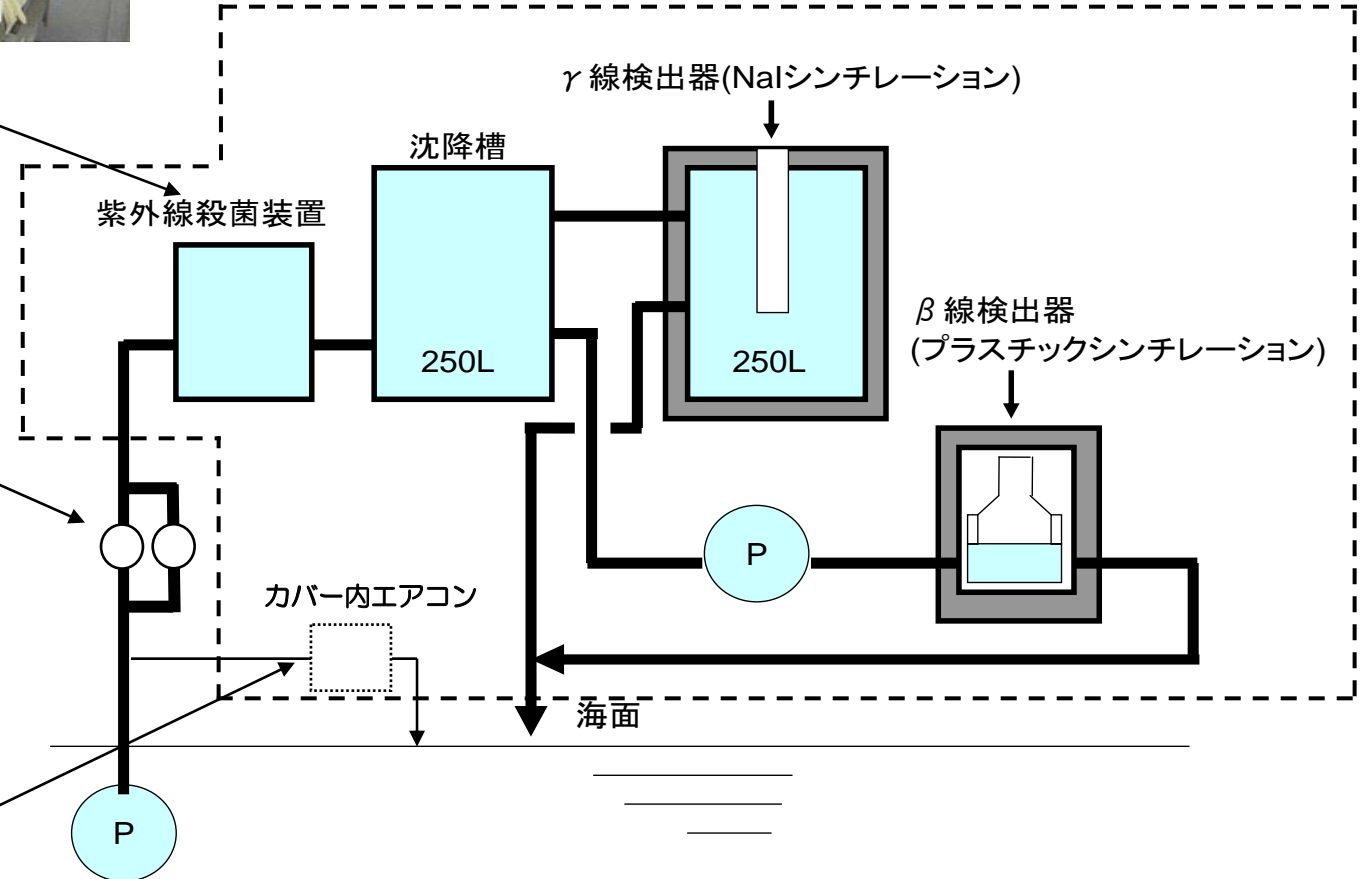 γ線検出器(NaIシンチレーション)
沈降槽
紫外線殺菌装置
250L
250L
β線検出器
(プラスチックシンチレーション)
P
カバー内エアコン
海面
P